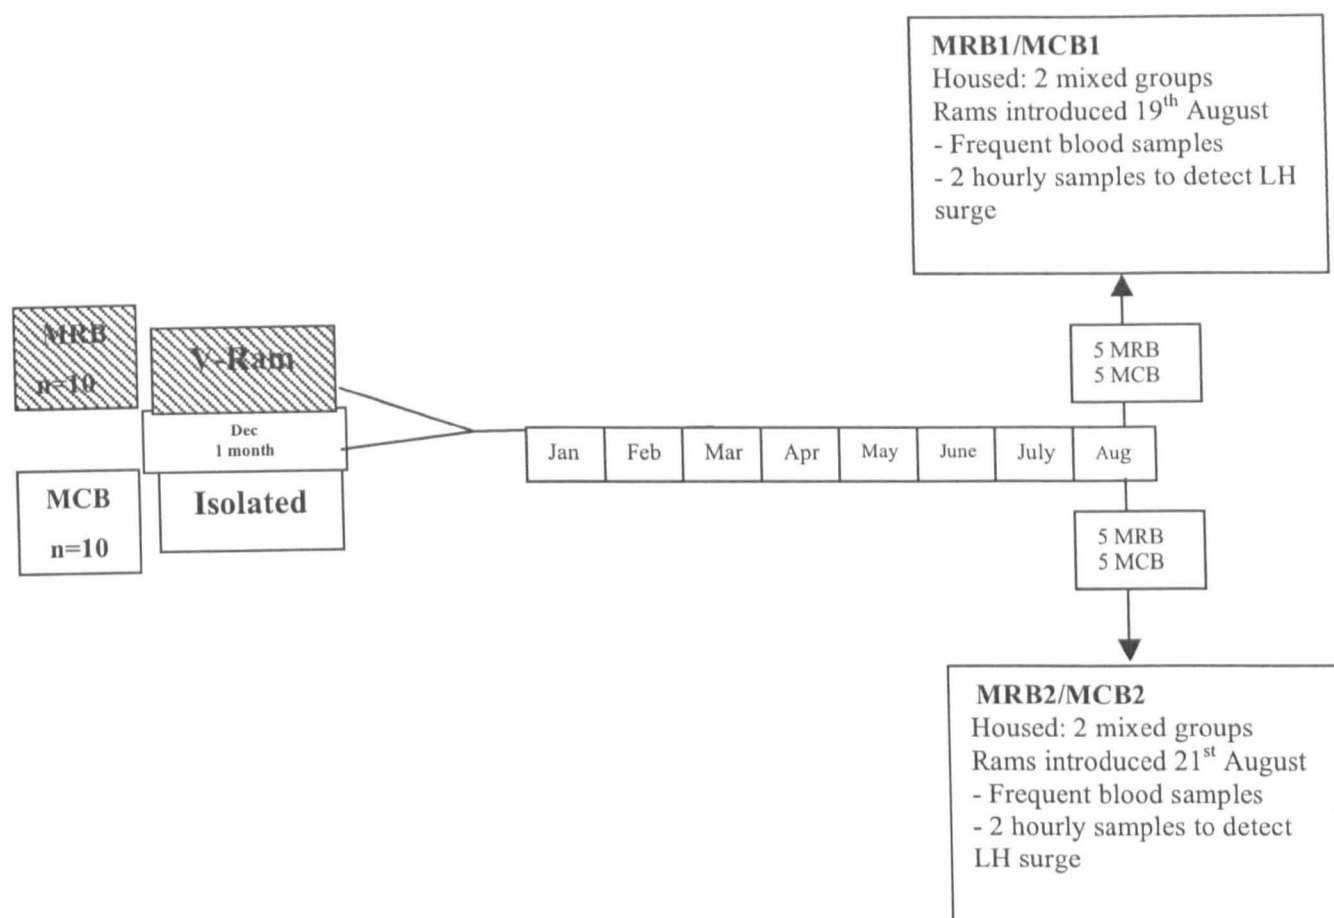 MRB1/MCB1
Housed: 2 mixed groups
Rams introduced 19th August
- Frequent blood samples
- 2 hourly samples to detect LH
surge
MRB
n=10
V-Ram
Dec
1 month
MCB
n=10
Isolated
Jan
Feb
Mar
Apr
May
June
July
Aug
5 MRB
5 MCB
5 MRB
5 MCB
MRB2/MCB2
Housed: 2 mixed groups
Rams introduced 21st August
- Frequent blood samples
- 2 hourly samples to detect
LH surge